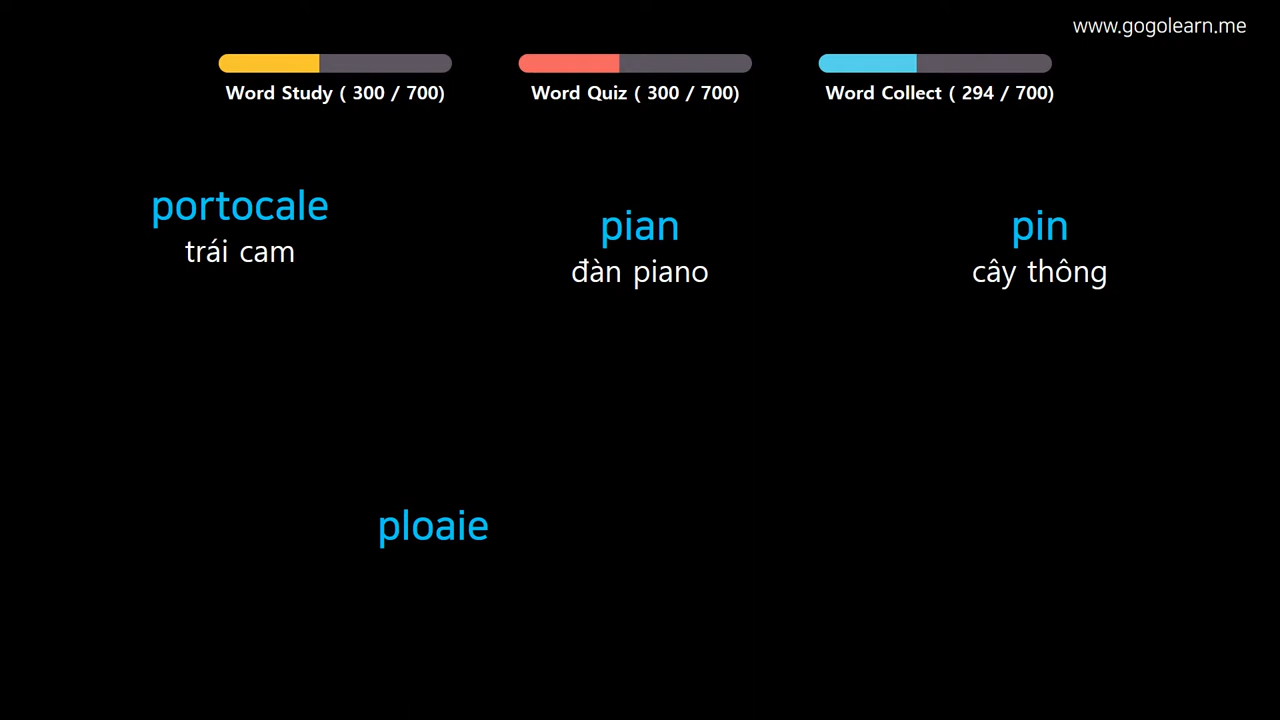 www.gogolearn.me
Word Study ( 300 / 700)
Word Quiz ( 300 / 700)
Word Collect ( 294 / 700)
portocale
trái cam
pian
đàn piano
pin
cây thông
ploaie